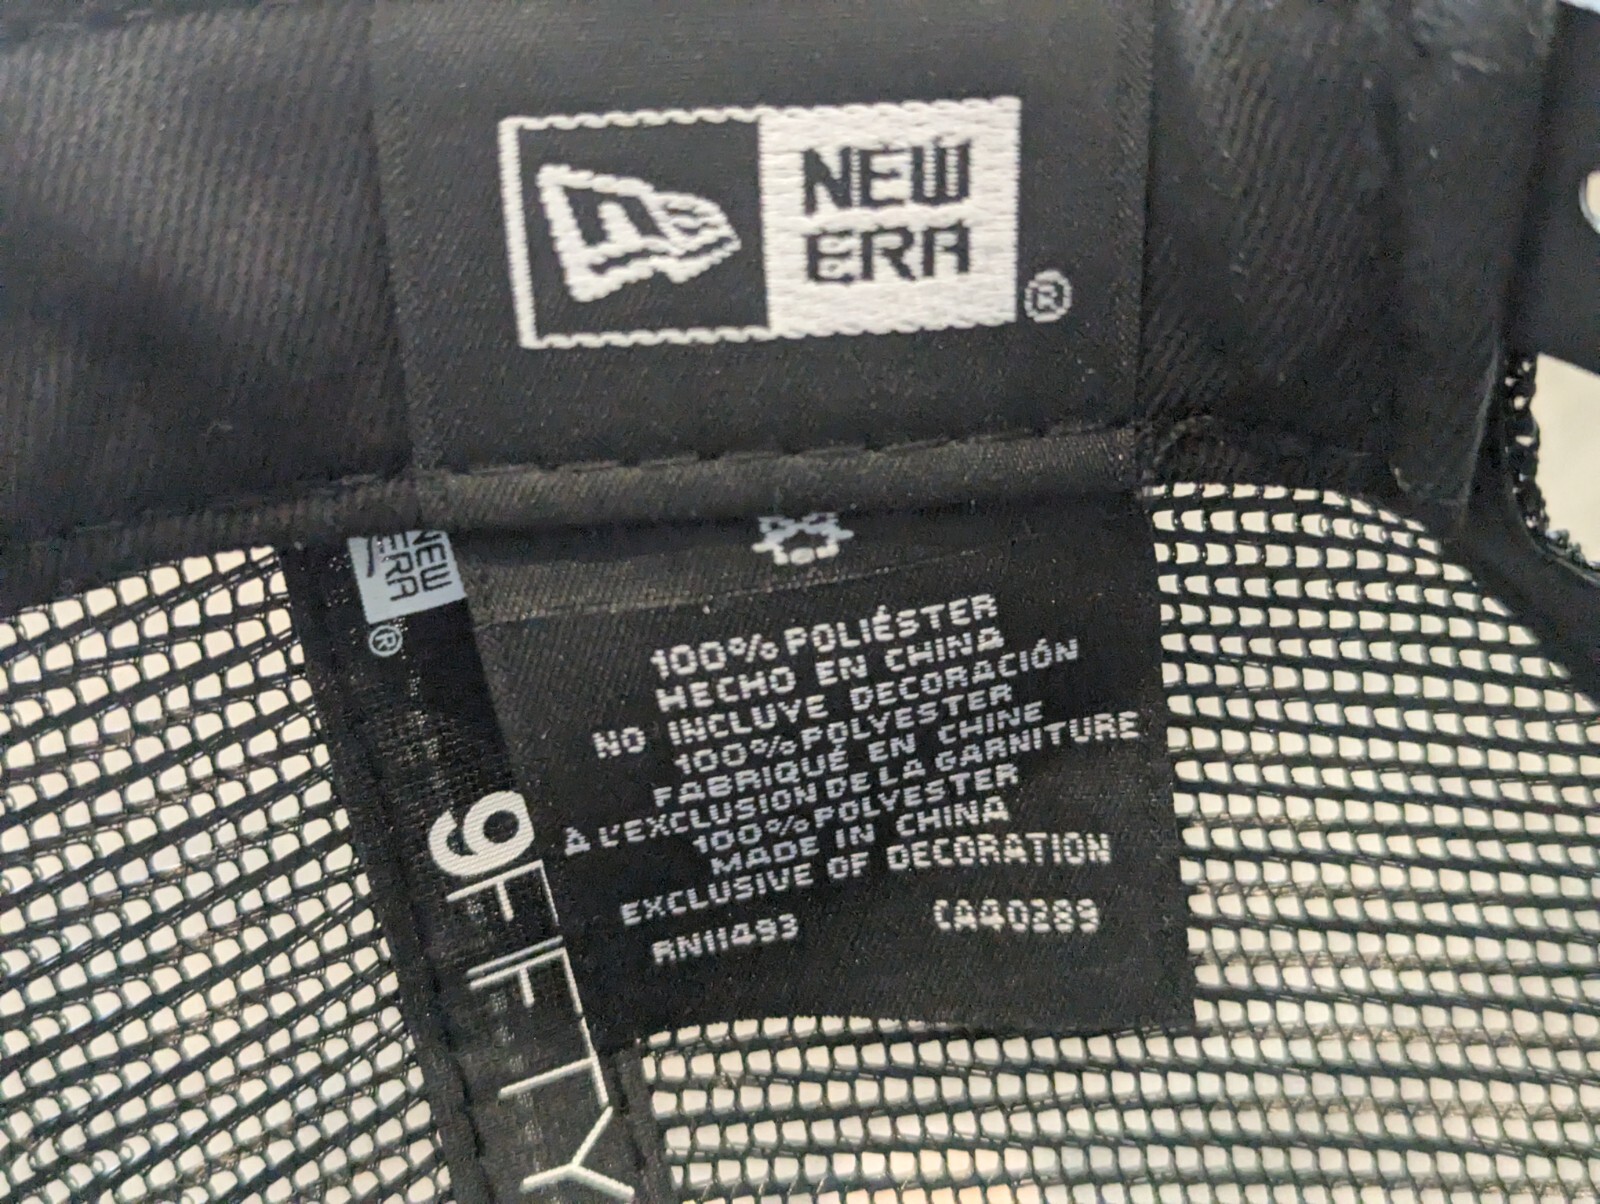 NEW
ERA
®
NEW
ERA
®
9FIFTY
100% POLIÉSTER
HECHO EN CHINA
NO INCLUYE DECORACIÓN
100% POLYESTER
FABRIQUÉ EN CHINE
À L'EXCLUSION DE LA GARNITURE
100% POLYESTER
MADE IN CHINA
EXCLUSIVE OF DECORATION
RN11493 CA40289